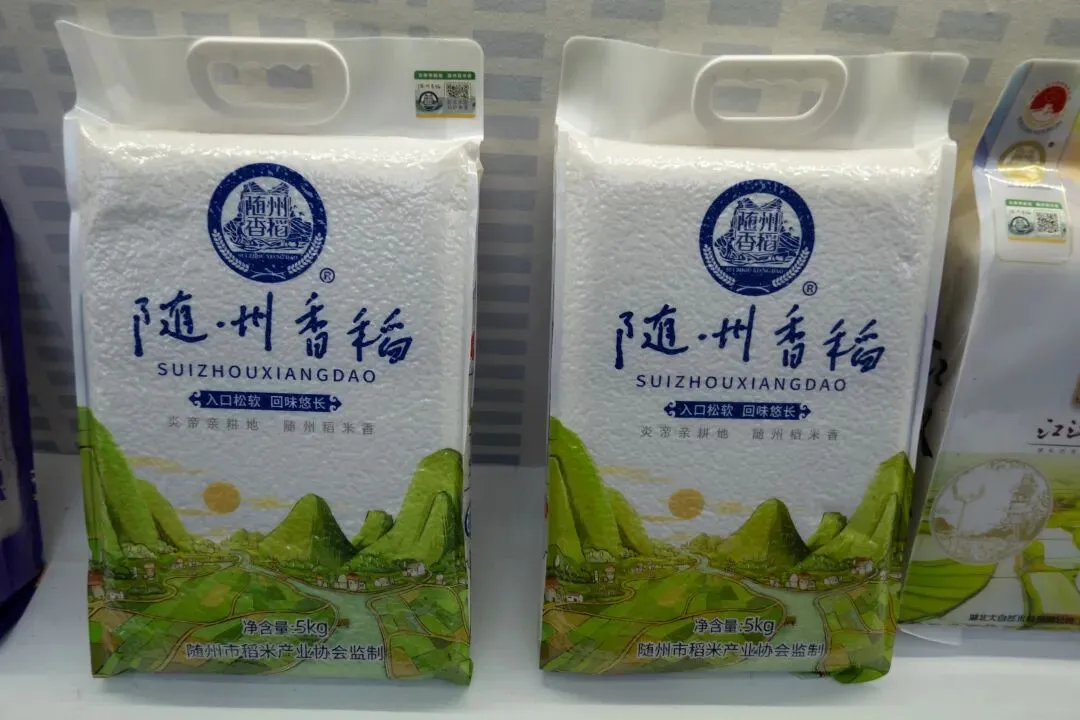 随州
香稻
SUIZHOU XIANGDAO
®
随州香稻
SUIZHOUXIANGDAO
入口松软 回味悠长
炎帝亲耕地 随州稻米香
净含量:5kg
随州市稻米产业协会监制
随州
香稻
SUIZHOU XIANGDAO
®
随州香稻
SUIZHOUXIANGDAO
入口松软 回味悠长
炎帝亲耕地 随州稻米香
净含量:5kg
随州市稻米产业协会监制
江